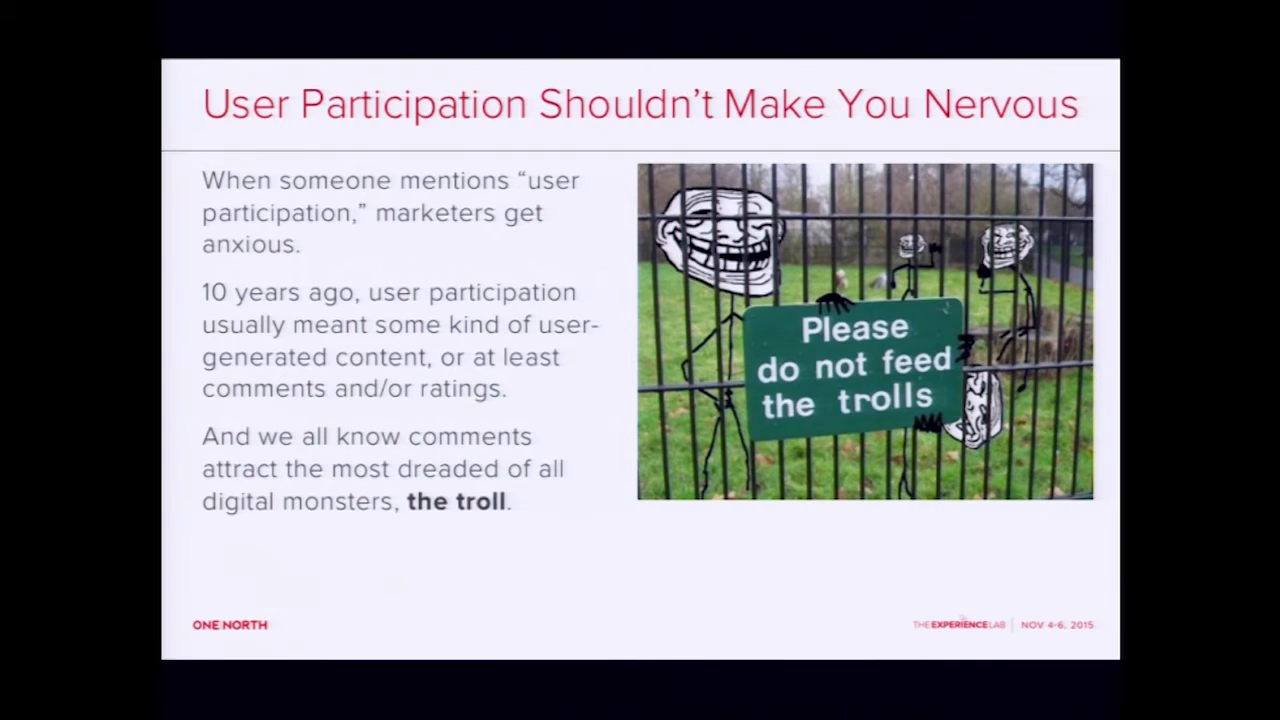 User Participation Shouldn't Make You Nervous
When someone mentions “user
participation,” marketers get
anxious.
10 years ago, user participation
usually meant some kind of user-
generated content, or at least
comments and/or ratings.
And we all know comments
attract the most dreaded of all
digital monsters, the troll.
Please
do not feed
the trolls
ONE NORTH
THE EXPERIENCE LAB | NOV 4-6, 2015